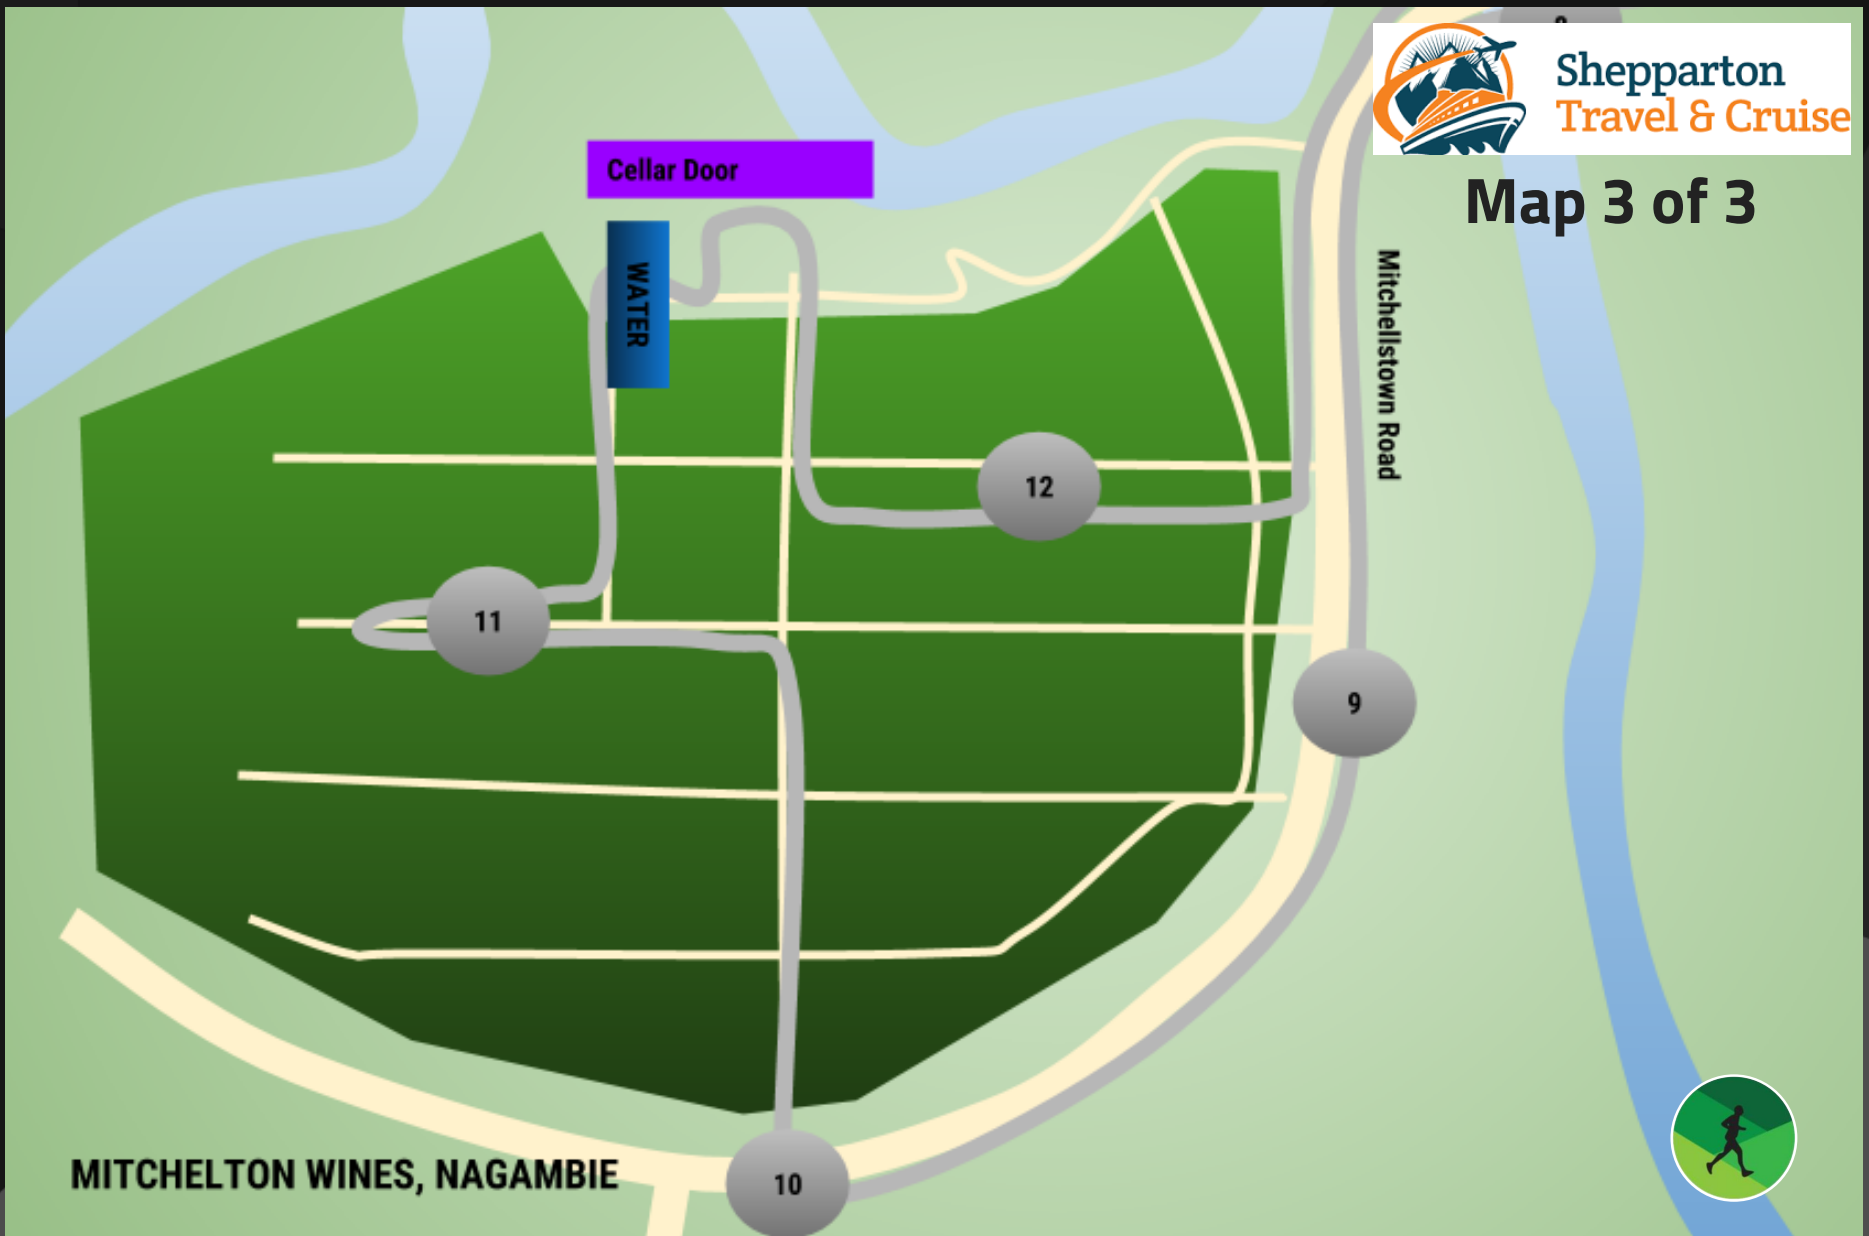 Shepparton
Travel & Cruise
Map 3 of 3
Cellar Door
WATER
Mitchellstown Road
12
11
9
10
MITCHELTON WINES, NAGAMBIE